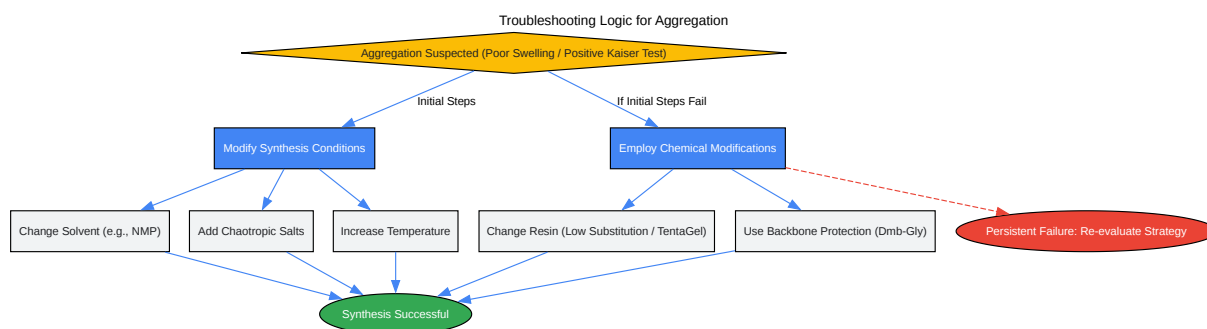 Troubleshooting Logic for Aggregation
Aggregation Suspected (Poor Swelling / Positive Kaiser Test)
Initial Steps
If Initial Steps Fail
Modify Synthesis Conditions
Employ Chemical Modifications
Change Solvent (e.g., NMP)
Add Chaotropic Salts
Increase Temperature
Change Resin (Low Substitution / TentaGel)
Use Backbone Protection (Dmb-Gly)
Persistent Failure: Re-evaluate Strategy
Synthesis Successful